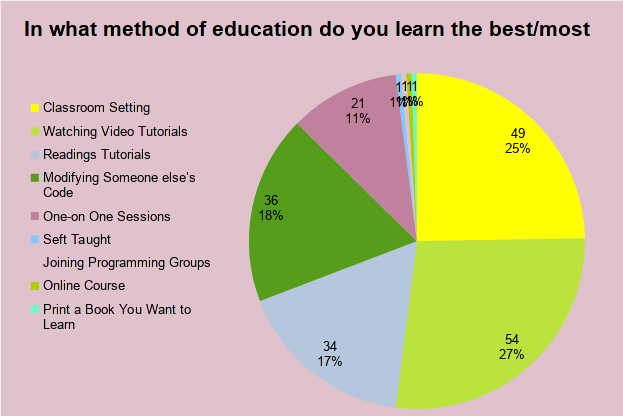 In what method of education do you learn the best/most
Classroom Setting
Watching Video Tutorials
Readings Tutorials
Modifying Someone else's
Code
One-on One Sessions
Seft Taught
Joining Programming Groups
Online Course
Print a Book You Want to
Learn
49
25%
54
27%
34
17%
36
18%
21
11%
1
1%